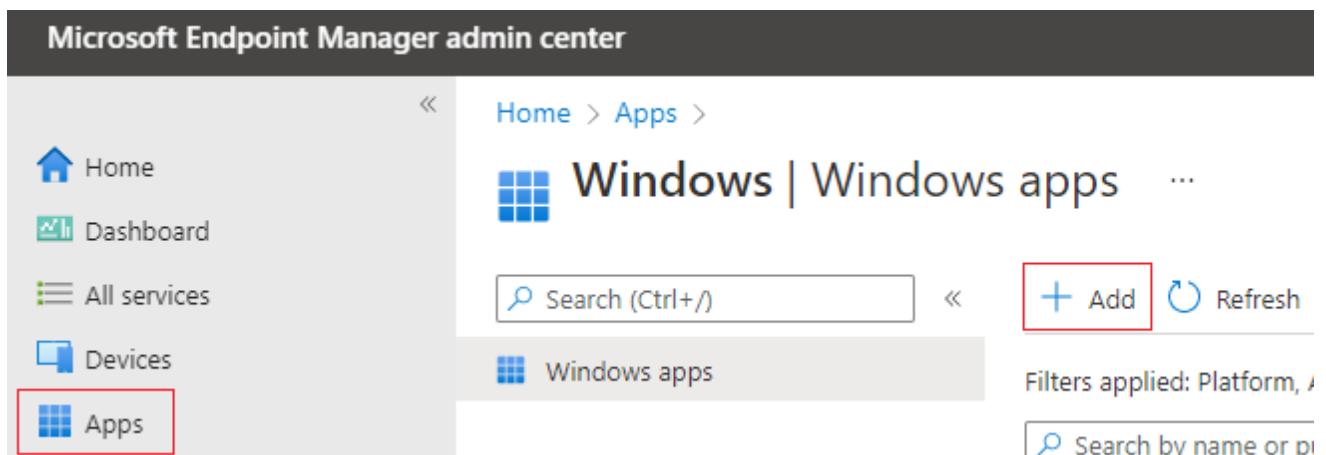 Microsoft Endpoint Manager admin center
«
Home > Apps >
Home
Windows | Windows apps ...
Dashboard
All services
Search (Ctrl+/)
«
+ Add
Refresh
Devices
Windows apps
Filters applied: Platform,
Apps
Search by name or